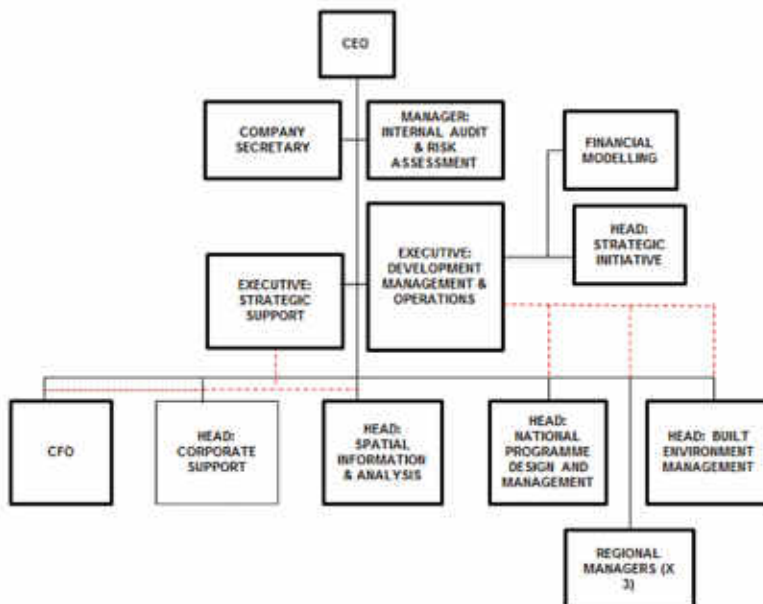 CEO
COMPANY
SECRETARY
MANAGER:
INTERNAL AUDIT
& RISK
ASSESSMENT
FINANCIAL
MODELLING
EXECUTIVE:
DEVELOPMENT
MANAGEMENT &
OPERATIONS
HEAD:
STRATEGIC
INITIATIVE
EXECUTIVE:
STRATEGIC
SUPPORT
CFO
HEAD:
CORPORATE
SUPPORT
HEAD:
SPATIAL
INFORMATION
& ANALYSIS
HEAD:
NATIONAL
PROGRAMME
DESIGN AND
MANAGEMENT
HEAD: BUILT
ENVIRONMENT
MANAGEMENT
REGIONAL
MANAGERS (X
3)